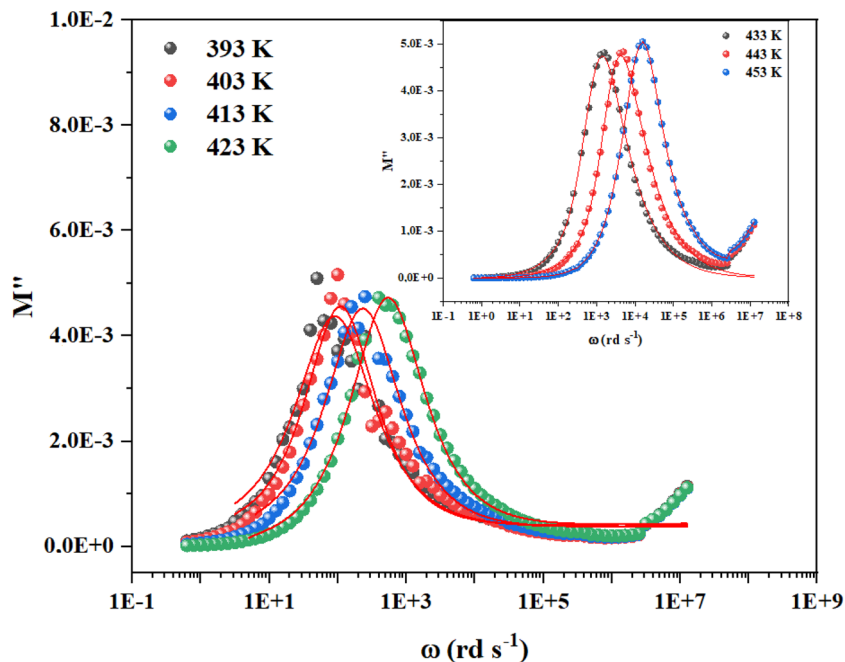 1.0E-2
8.0E-3
6.0E-3
4.0E-3
2.0E-3
0.0E+0
M''
393 K
403 K
413 K
423 K
1E-1
1E+1
1E+3
1E+5
1E+7
1E+9
ω (rd s⁻¹)
5,0E-3
4,0E-3
3,0E-3
2,0E-3
1,0E-3
0,0E+0
M''
433 K
443 K
453 K
1E-1 1E+0 1E+1 1E+2 1E+3 1E+4 1E+5 1E+6 1E+7 1E+8
ω (rd s⁻¹)